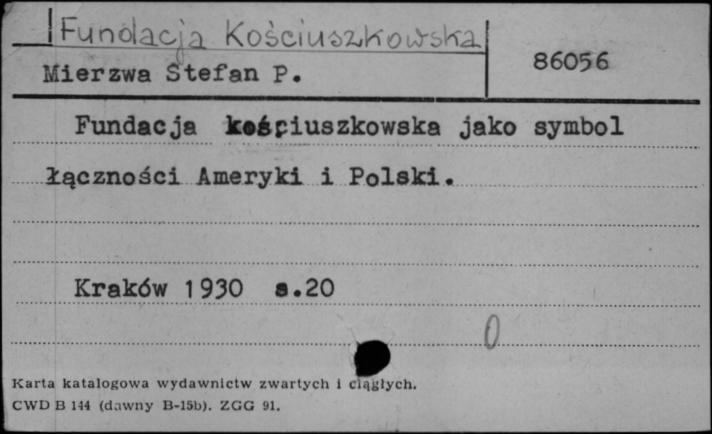 Fundacja Kościuszkowska
Mierzwa Stefan P.
86056
Fundacja kościuszkowska jako symbol
łączności Ameryki i Polski.
Kraków 1930 s.20
0
Karta katalogowa wydawnictw zwartych i ciągłych.
CWD B 144 (dawny B-15b). ZGG 91.